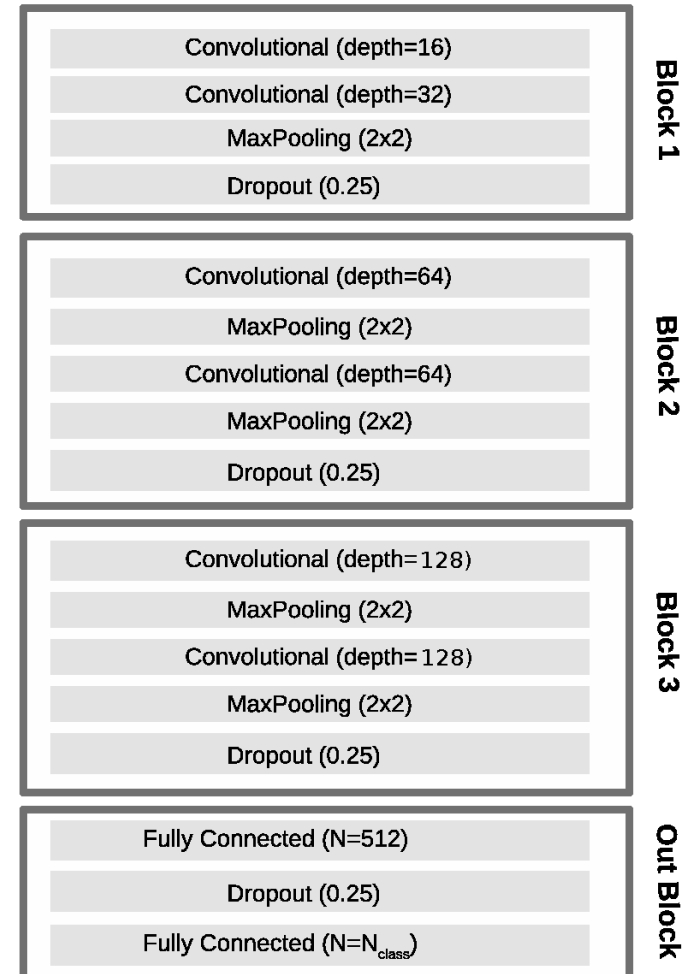 Convolutional (depth=16)
Convolutional (depth=32)
MaxPooling (2x2)
Dropout (0.25)
Block 1
Convolutional (depth=64)
MaxPooling (2x2)
Convolutional (depth=64)
MaxPooling (2x2)
Dropout (0.25)
Block 2
Convolutional (depth=128)
MaxPooling (2x2)
Convolutional (depth=128)
MaxPooling (2x2)
Dropout (0.25)
Block 3
Fully Connected (N=512)
Dropout (0.25)
Fully Connected (N=Nclass)
Out Block